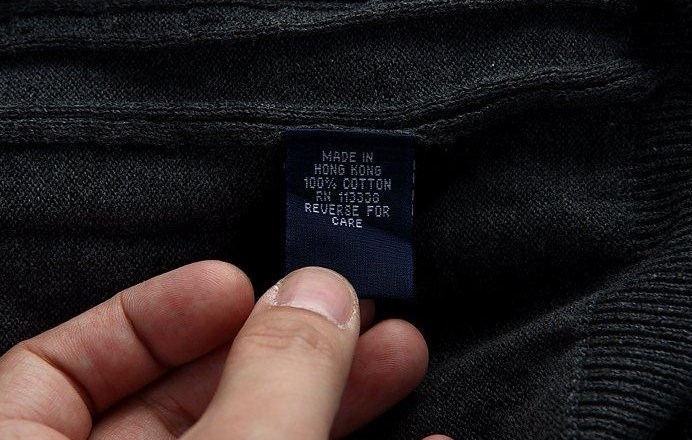 MADE IN
HONG KONG
100% COTTON
RN 113338
REVERSE FOR
CARE